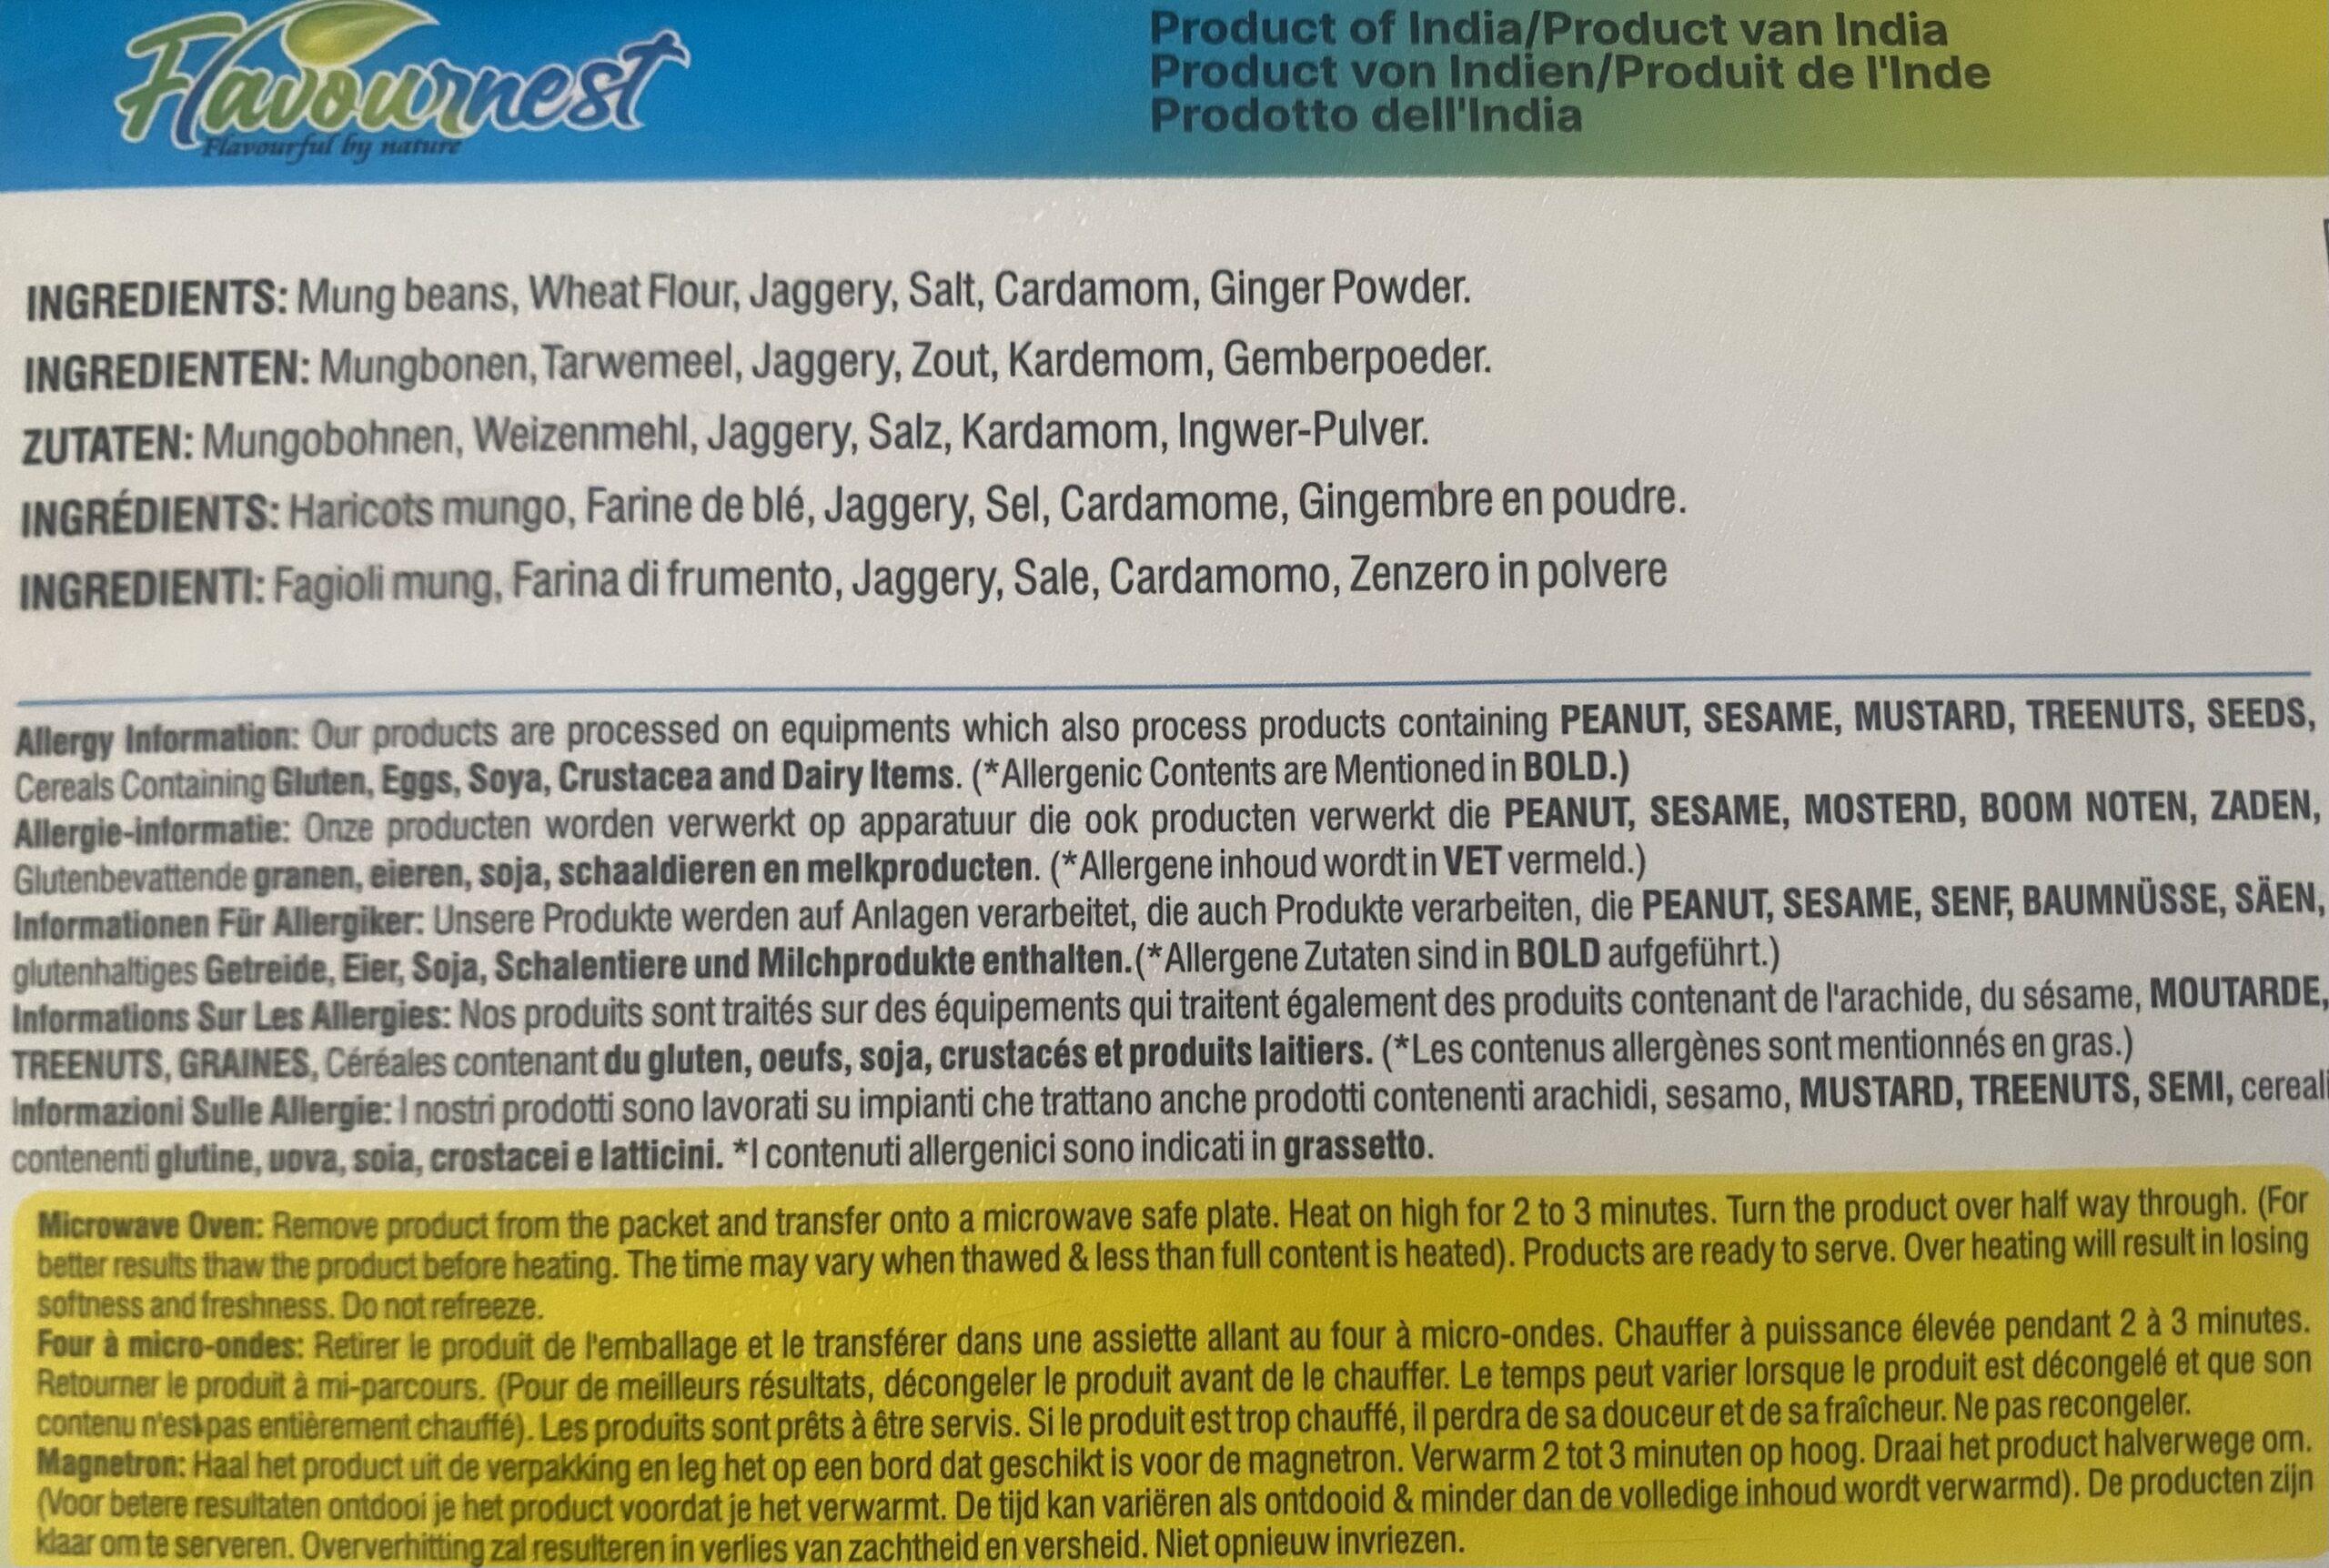 Flavournest
Flavourful by nature
Product of India/Product van India
Product von Indien/Produit de l'Inde
Prodotto dell'India
INGREDIENTS: Mung beans, Wheat Flour, Jaggery, Salt, Cardamom, Ginger Powder.
INGREDIENTEN: Mungbonen, Tarwemeel, Jaggery, Zout, Kardemom, Gemberpoeder.
ZUTATEN: Mungobohnen, Weizenmehl, Jaggery, Salz, Kardamom, Ingwer-Pulver.
INGRÉDIENTS: Haricots mungo, Farine de blé, Jaggery, Sel, Cardamome, Gingembre en poudre.
INGREDIENTI: Fagioli mung, Farina di frumento, Jaggery, Sale, Cardamomo, Zenzero in polvere
Allergy Information: Our products are processed on equipments which also process products containing PEANUT, SESAME, MUSTARD, TREENUTS, SEEDS,
Cereals Containing Gluten, Eggs, Soya, Crustacea and Dairy Items. (*Allergenic Contents are Mentioned in BOLD.)
Allergie-informatie: Onze producten worden verwerkt op apparatuur die ook producten verwerkt die PEANUT, SESAME, MOSTERD, BOOM NOTEN, ZADEN,
Glutenbevattende granen, eieren, soja, schaaldieren en melkproducten. (*Allergene inhoud wordt in VET vermeld.)
Informationen Für Allergiker: Unsere Produkte werden auf Anlagen verarbeitet, die auch Produkte verarbeiten, die PEANUT, SESAME, SENF, BAUMNÜSSE, SÄEN,
glutenhaltiges Getreide, Eier, Soja, Schalentiere und Milchprodukte enthalten.(*Allergene Zutaten sind in BOLD aufgeführt.)
Informations Sur Les Allergies: Nos produits sont traités sur des équipements qui traitent également des produits contenant de l'arachide, du sésame, MOUTARDE,
TREENUTS, GRAINES, Céréales contenant du gluten, oeufs, soja, crustacés et produits laitiers. (*Les contenus allergènes sont mentionnés en gras.)
Informazioni Sulle Allergie: I nostri prodotti sono lavorati su impianti che trattano anche prodotti contenenti arachidi, sesamo, MUSTARD, TREENUTS, SEMI, cereali
contenenti glutine, uova, soia, crostacei e latticini. *I contenuti allergenici sono indicati in grassetto.
Microwave Oven: Remove product from the packet and transfer onto a microwave safe plate. Heat on high for 2 to 3 minutes. Turn the product over half way through. (For
better results thaw the product before heating. The time may vary when thawed & less than full content is heated). Products are ready to serve. Over heating will result in losing
softness and freshness. Do not refreeze.
Four à micro-ondes: Retirer le produit de l'emballage et le transférer dans une assiette allant au four à micro-ondes. Chauffer à puissance élevée pendant 2 à 3 minutes.
Retourner le produit à mi-parcours. (Pour de meilleurs résultats, décongeler le produit avant de le chauffer. Le temps peut varier lorsque le produit est décongelé et que son
contenu n'est pas entièrement chauffé). Les produits sont prêts à être servis. Si le produit est trop chauffé, il perdra de sa douceur et de sa fraîcheur. Ne pas recongeler.
Magnetron: Haal het product uit de verpakking en leg het op een bord dat geschikt is voor de magnetron. Verwarm 2 tot 3 minuten op hoog. Draai het product halverwege om.
(Voor betere resultaten ontdooi je het product voordat je het verwarmt. De tijd kan variëren als ontdooid & minder dan de volledige inhoud wordt verwarmd). De producten zijn
klaar om te serveren. Oververhitting zal resulteren in verlies van zachtheid en versheid. Niet opnieuw invriezen.